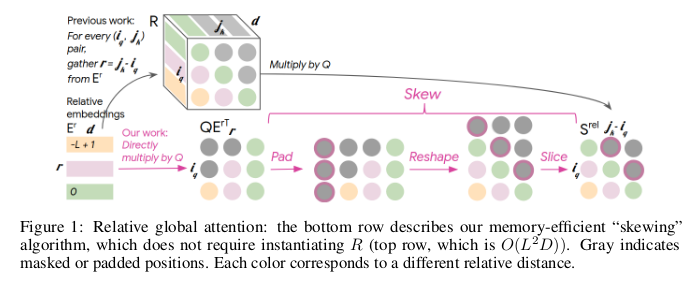 Previous work:
For every (i_q, j_k)
pair,
gather r = j_k - i_q
from E^r
R
j_k
d
i_q
Multiply by Q
Skew
Relative
embeddings
E^r d
-L + 1
r
0
Our work:
Directly
multiply by Q
QE^rT
r
i_q
Pad
Reshape
Slice
S^rel j_k - i_q
i_q
Figure 1: Relative global attention: the bottom row describes our memory-efficient “skewing”
algorithm, which does not require instantiating R (top row, which is O(L²D)). Gray indicates
masked or padded positions. Each color corresponds to a different relative distance.